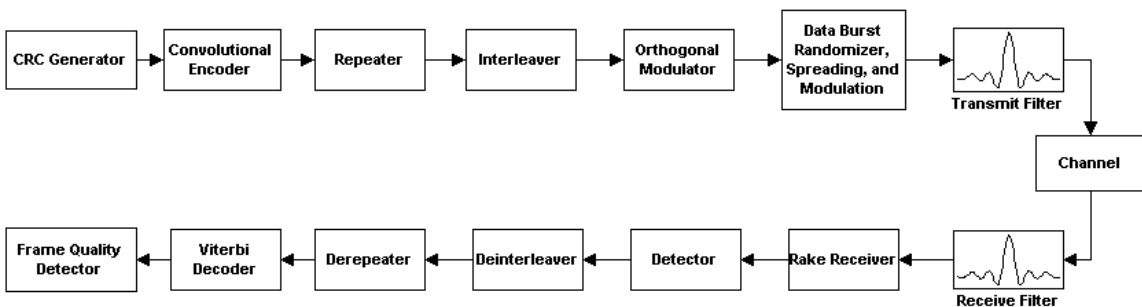 CRC Generator
Convolutional
Encoder
Repeater
Interleaver
Orthogonal
Modulator
Data Burst
Randomizer,
Spreading, and
Modulation
Transmit Filter
Channel
Frame Quality
Detector
Viterbi
Decoder
Derepeater
Deinterleaver
Detector
Rake Receiver
Receive Filter